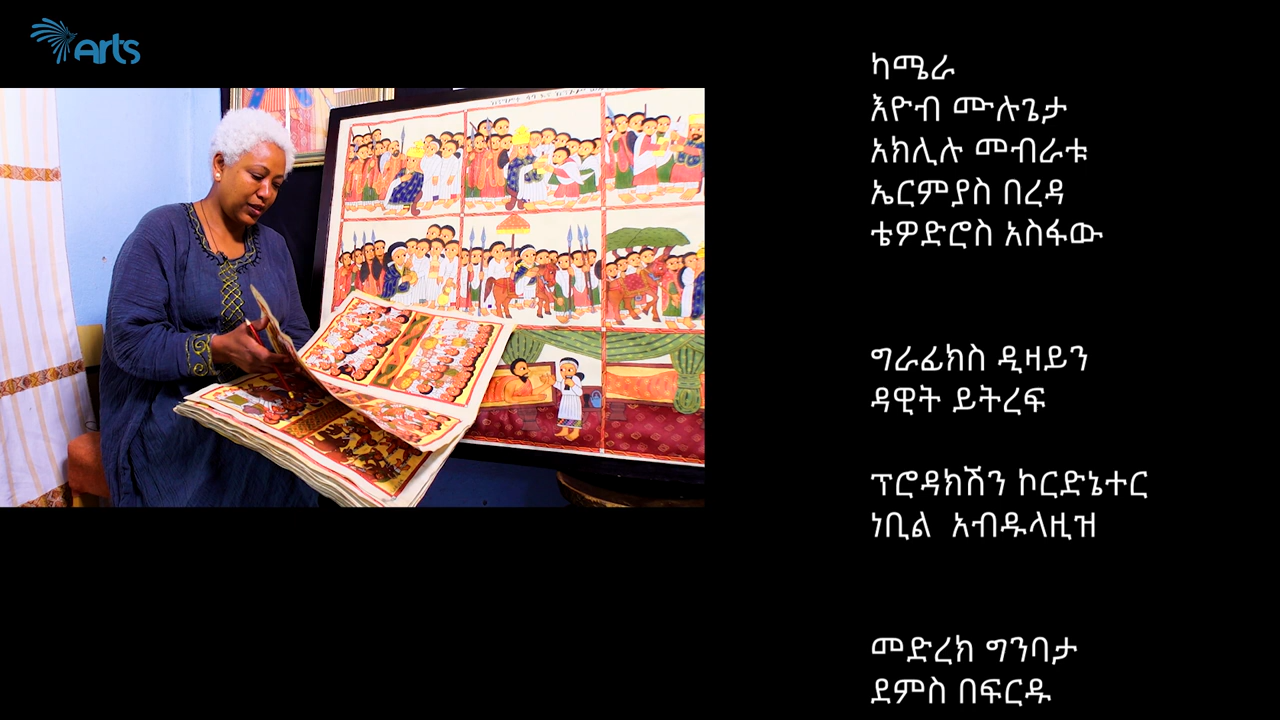 Arts
ካሜራ
እዮብ ሙሉጌታ
አክሊሉ መብራቱ
ኤርምያስ በረዳ
ቴዎድሮስ አስፋው
ግራፊክስ ዲዛይን
ዳዊት ይትረፍ
ፕሮዳክሽን ኮርድኔተር
ነቢል አብዱላዚዝ
መድረክ ግንባታ
ደምስ በፍርዱ